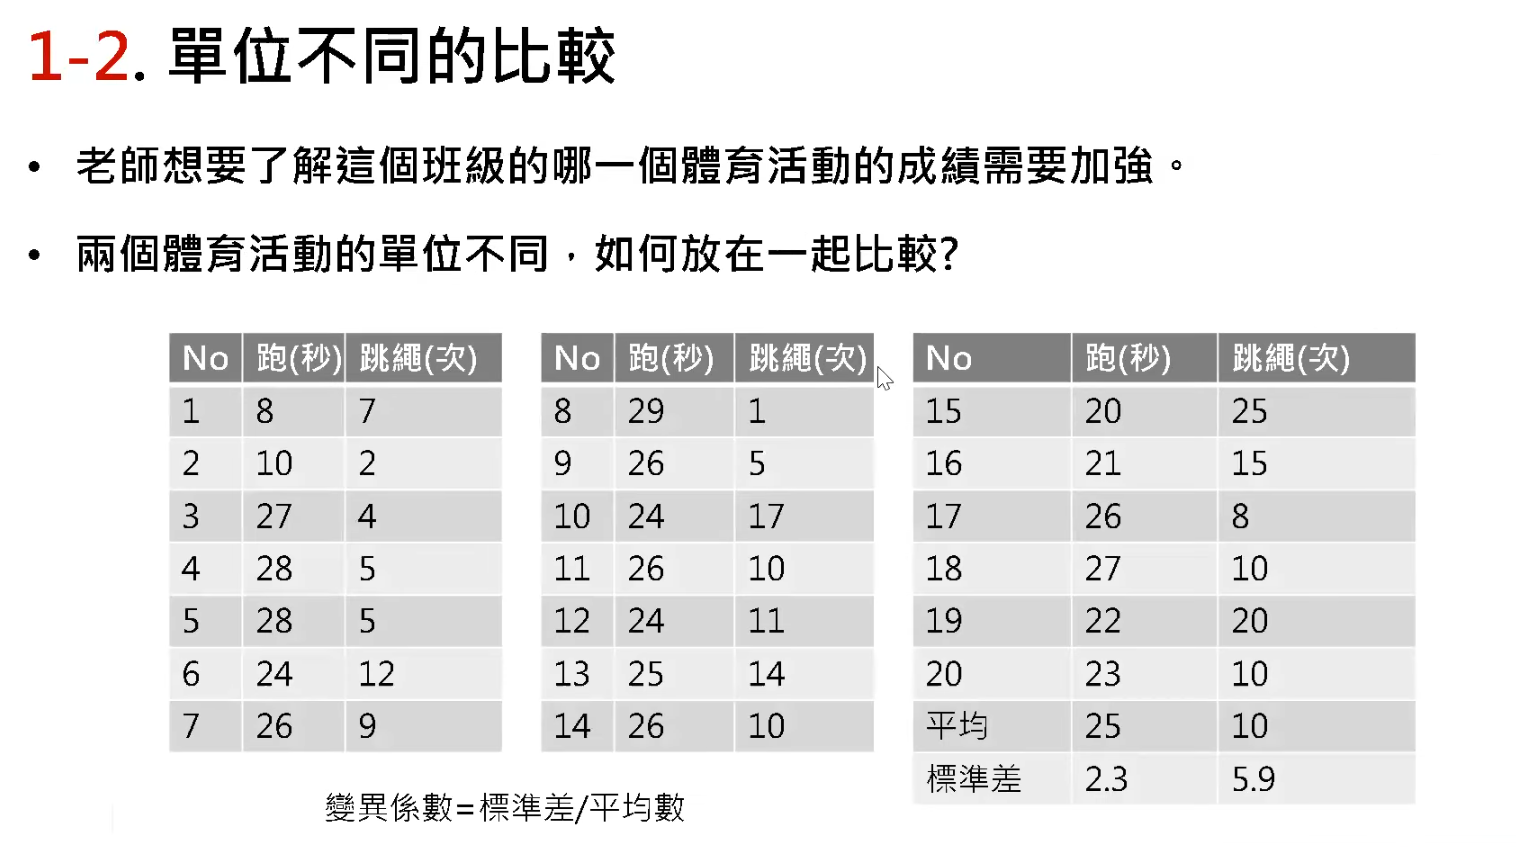 1-2. 單位不同的比較
• 老師想要了解這個班級的哪一個體育活動的成績需要加強。
• 兩個體育活動的單位不同，如何放在一起比較?
No 跑(秒) 跳繩(次)
1 8 7
2 10 2
3 27 4
4 28 5
5 28 5
6 24 12
7 26 9
No 跑(秒) 跳繩(次)
8 29 1
9 26 5
10 24 17
11 26 10
12 24 11
13 25 14
14 26 10
No 跑(秒) 跳繩(次)
15 20 25
16 21 15
17 26 8
18 27 10
19 22 20
20 23 10
平均 25 10
標準差 2.3 5.9
變異係數=標準差/平均數